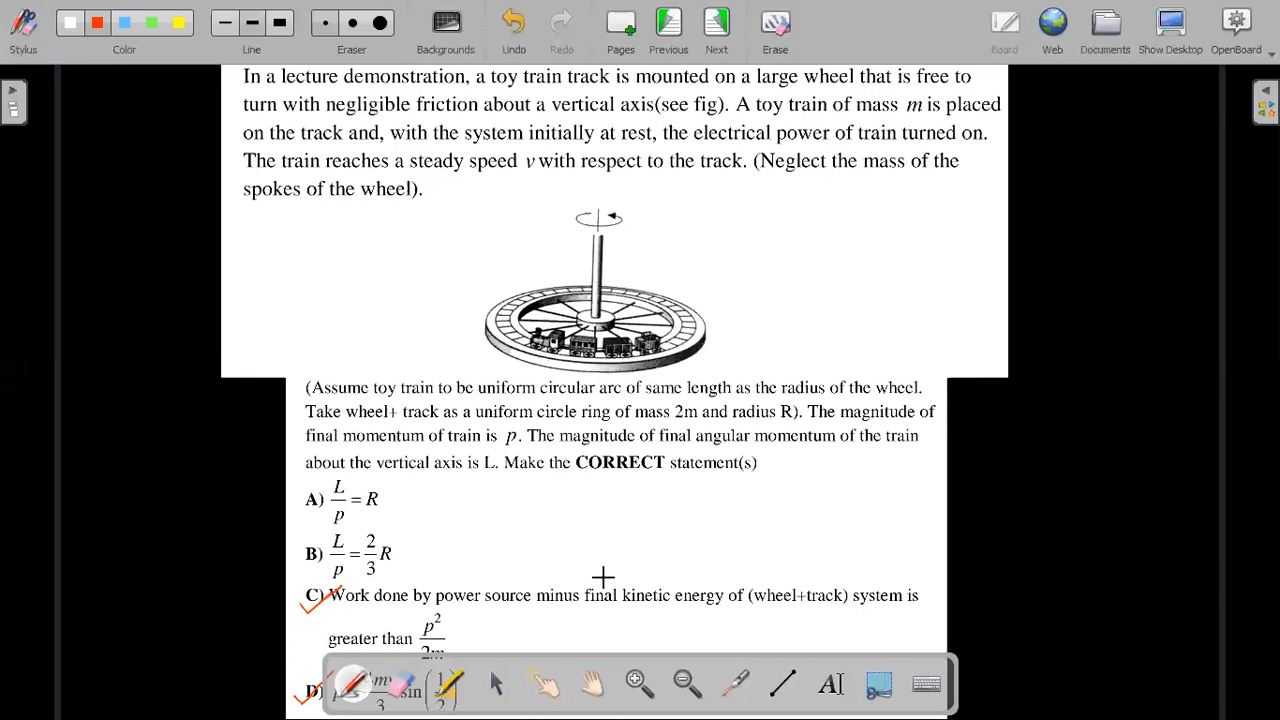 Stylus Color Line Eraser Backgrounds Undo Redo Pages Previous Next Erase Board Web Documents Show Desktop OpenBoard
In a lecture demonstration, a toy train track is mounted on a large wheel that is free to
turn with negligible friction about a vertical axis(see fig). A toy train of mass m is placed
on the track and, with the system initially at rest, the electrical power of train turned on.
The train reaches a steady speed v with respect to the track. (Neglect the mass of the
spokes of the wheel).
(Assume toy train to be uniform circular arc of same length as the radius of the wheel.
Take wheel+ track as a uniform circle ring of mass 2m and radius R). The magnitude of
final momentum of train is p. The magnitude of final angular momentum of the train
about the vertical axis is L. Make the CORRECT statement(s)
A) L/p = R
B) L/p = 2/3 R
C) Work done by power source minus final kinetic energy of (wheel+track) system is
greater than p²/2m
D)